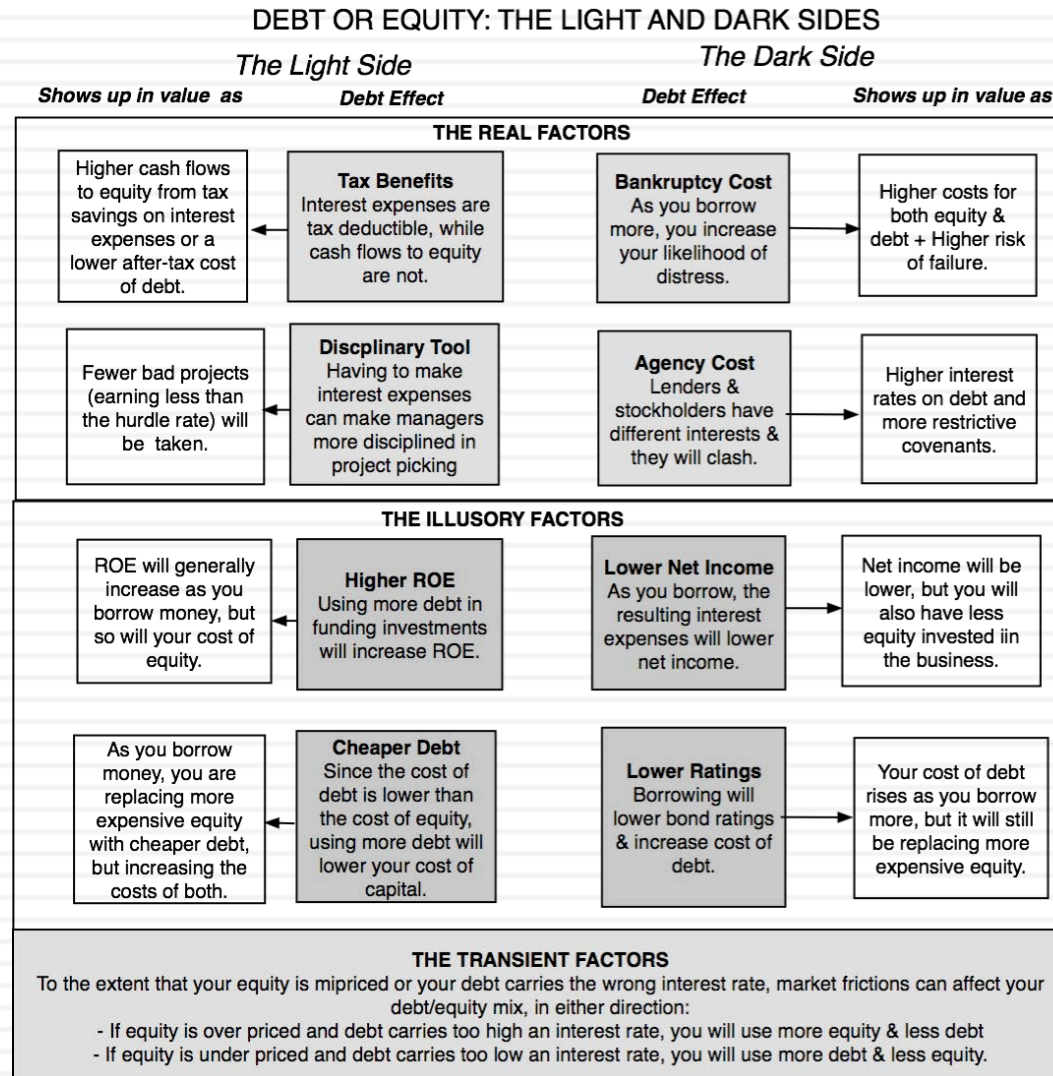 DEBT OR EQUITY: THE LIGHT AND DARK SIDES
The Light Side
The Dark Side
Shows up in value as
Debt Effect
Debt Effect
Shows up in value as
THE REAL FACTORS
Higher cash flows
to equity from tax
savings on interest
expenses or a
lower after-tax cost
of debt.
Tax Benefits
Interest expenses are
tax deductible, while
cash flows to equity
are not.
Bankruptcy Cost
As you borrow
more, you increase
your likelihood of
distress.
Higher costs for
both equity &
debt + Higher risk
of failure.
Fewer bad projects
(earning less than
the hurdle rate) will
be taken.
Discplinary Tool
Having to make
interest expenses
can make managers
more disciplined in
project picking
Agency Cost
Lenders &
stockholders have
different interests &
they will clash.
Higher interest
rates on debt and
more restrictive
covenants.
THE ILLUSORY FACTORS
ROE will generally
increase as you
borrow money, but
so will your cost of
equity.
Higher ROE
Using more debt in
funding investments
will increase ROE.
Lower Net Income
As you borrow, the
resulting interest
expenses will lower
net income.
Net income will be
lower, but you will
also have less
equity invested iin
the business.
As you borrow
money, you are
replacing more
expensive equity
with cheaper debt,
but increasing the
costs of both.
Cheaper Debt
Since the cost of
debt is lower than
the cost of equity,
using more debt will
lower your cost of
capital.
Lower Ratings
Borrowing will
lower bond ratings
& increase cost of
debt.
Your cost of debt
rises as you borrow
more, but it will still
be replacing more
expensive equity.
THE TRANSIENT FACTORS
To the extent that your equity is mipriced or your debt carries the wrong interest rate, market frictions can affect your
debt/equity mix, in either direction:
- If equity is over priced and debt carries too high an interest rate, you will use more equity & less debt
- If equity is under priced and debt carries too low an interest rate, you will use more debt & less equity.